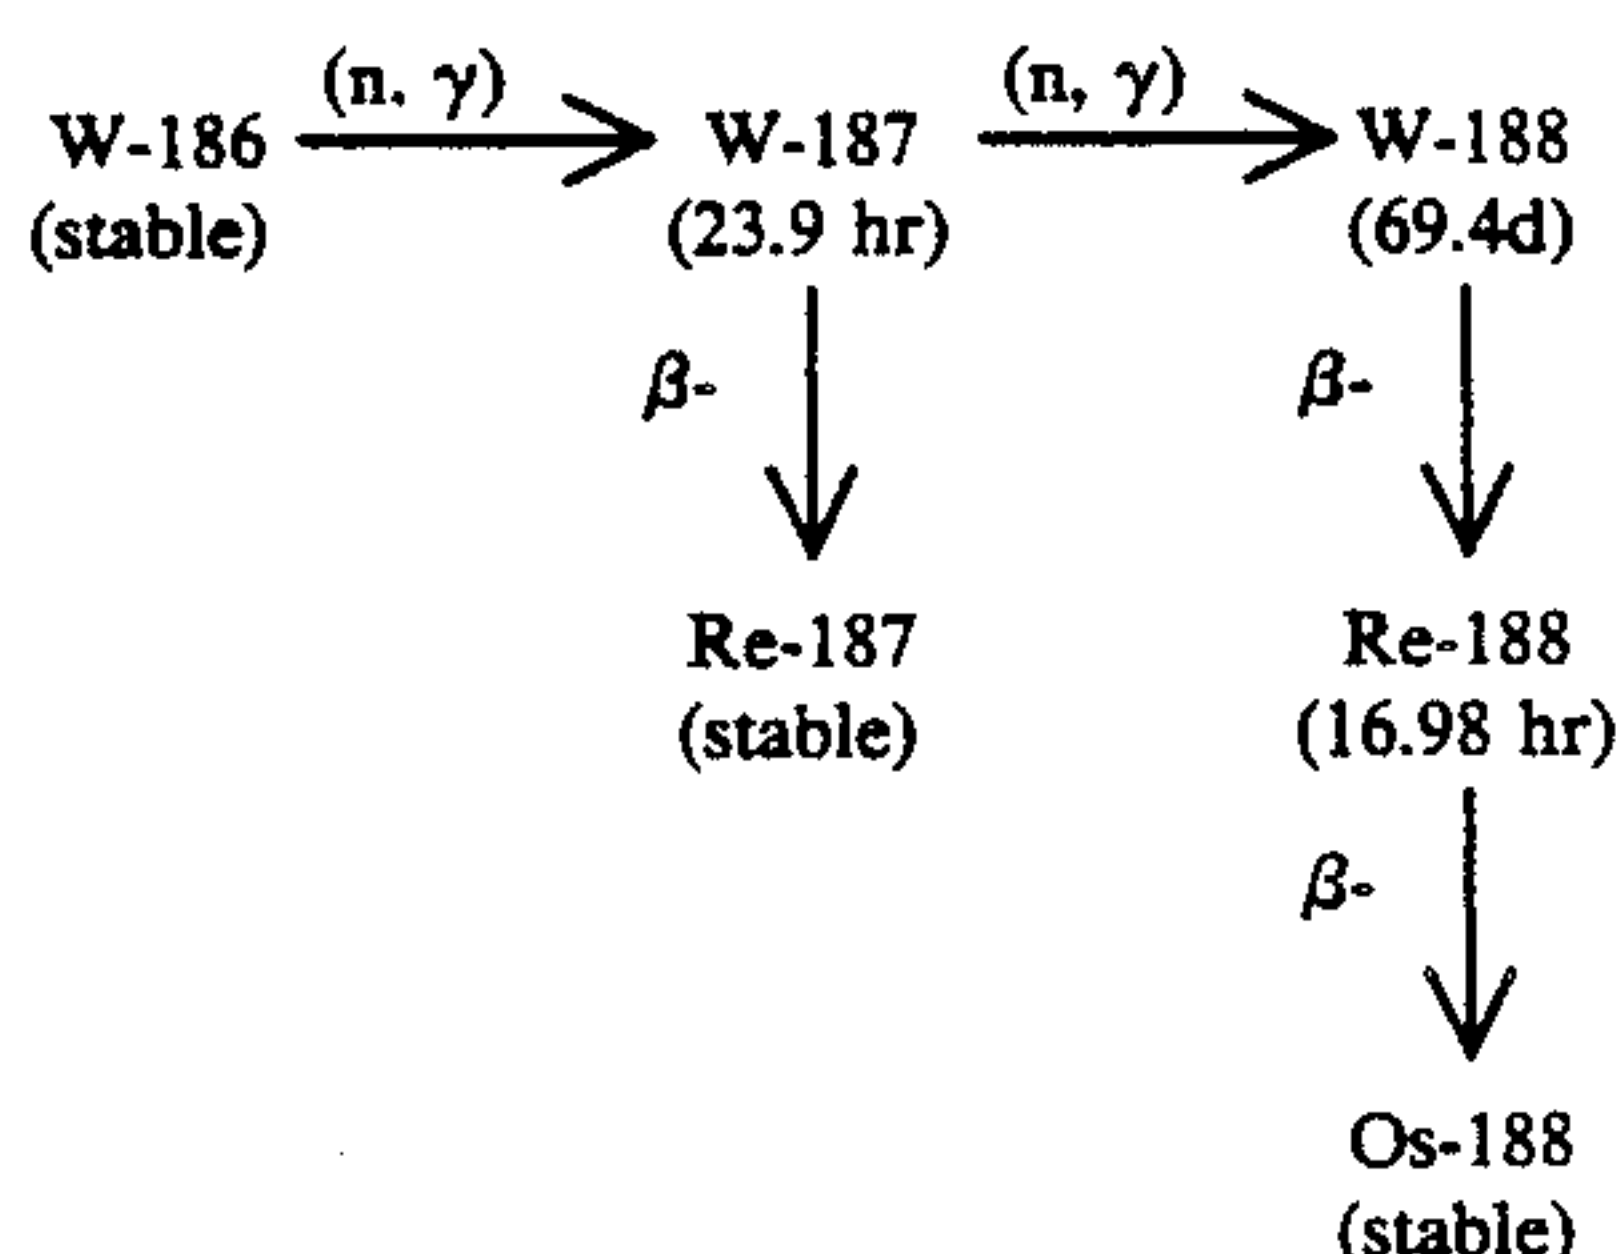 (n, γ) (n, γ)
W-186 W-187 W-188
(stable) (23.9 hr) (69.4d)
β- β-
Re-187 Re-188
(stable) (16.98 hr)
β-
Os-188
(stable)